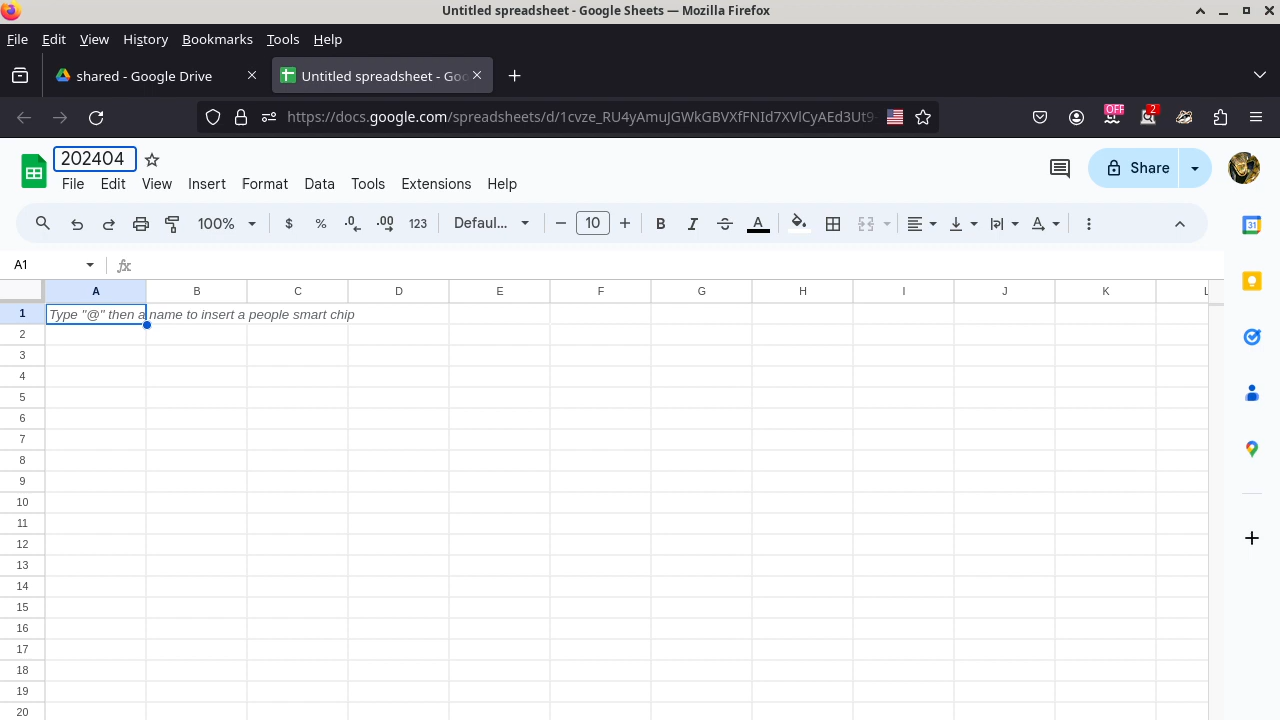 Untitled spreadsheet - Google Sheets — Mozilla Firefox
File Edit View History Bookmarks Tools Help
shared - Google Drive
Untitled spreadsheet - Goo
https://docs.google.com/spreadsheets/d/1cvze_RU4yAmuJGWkGBVXfFNId7XVlCyAEd3Ut9
OFF
2
202404
File Edit View Insert Format Data Tools Extensions Help
Share
100% $ % .0 .00 123 Defaul... 10 B I A
31
A1 fx
A B C D E F G H I J K L
1 Type "@" then a name to insert a people smart chip
2
3
4
5
6
7
8
9
10
11
12
13
14
15
16
17
18
19
20